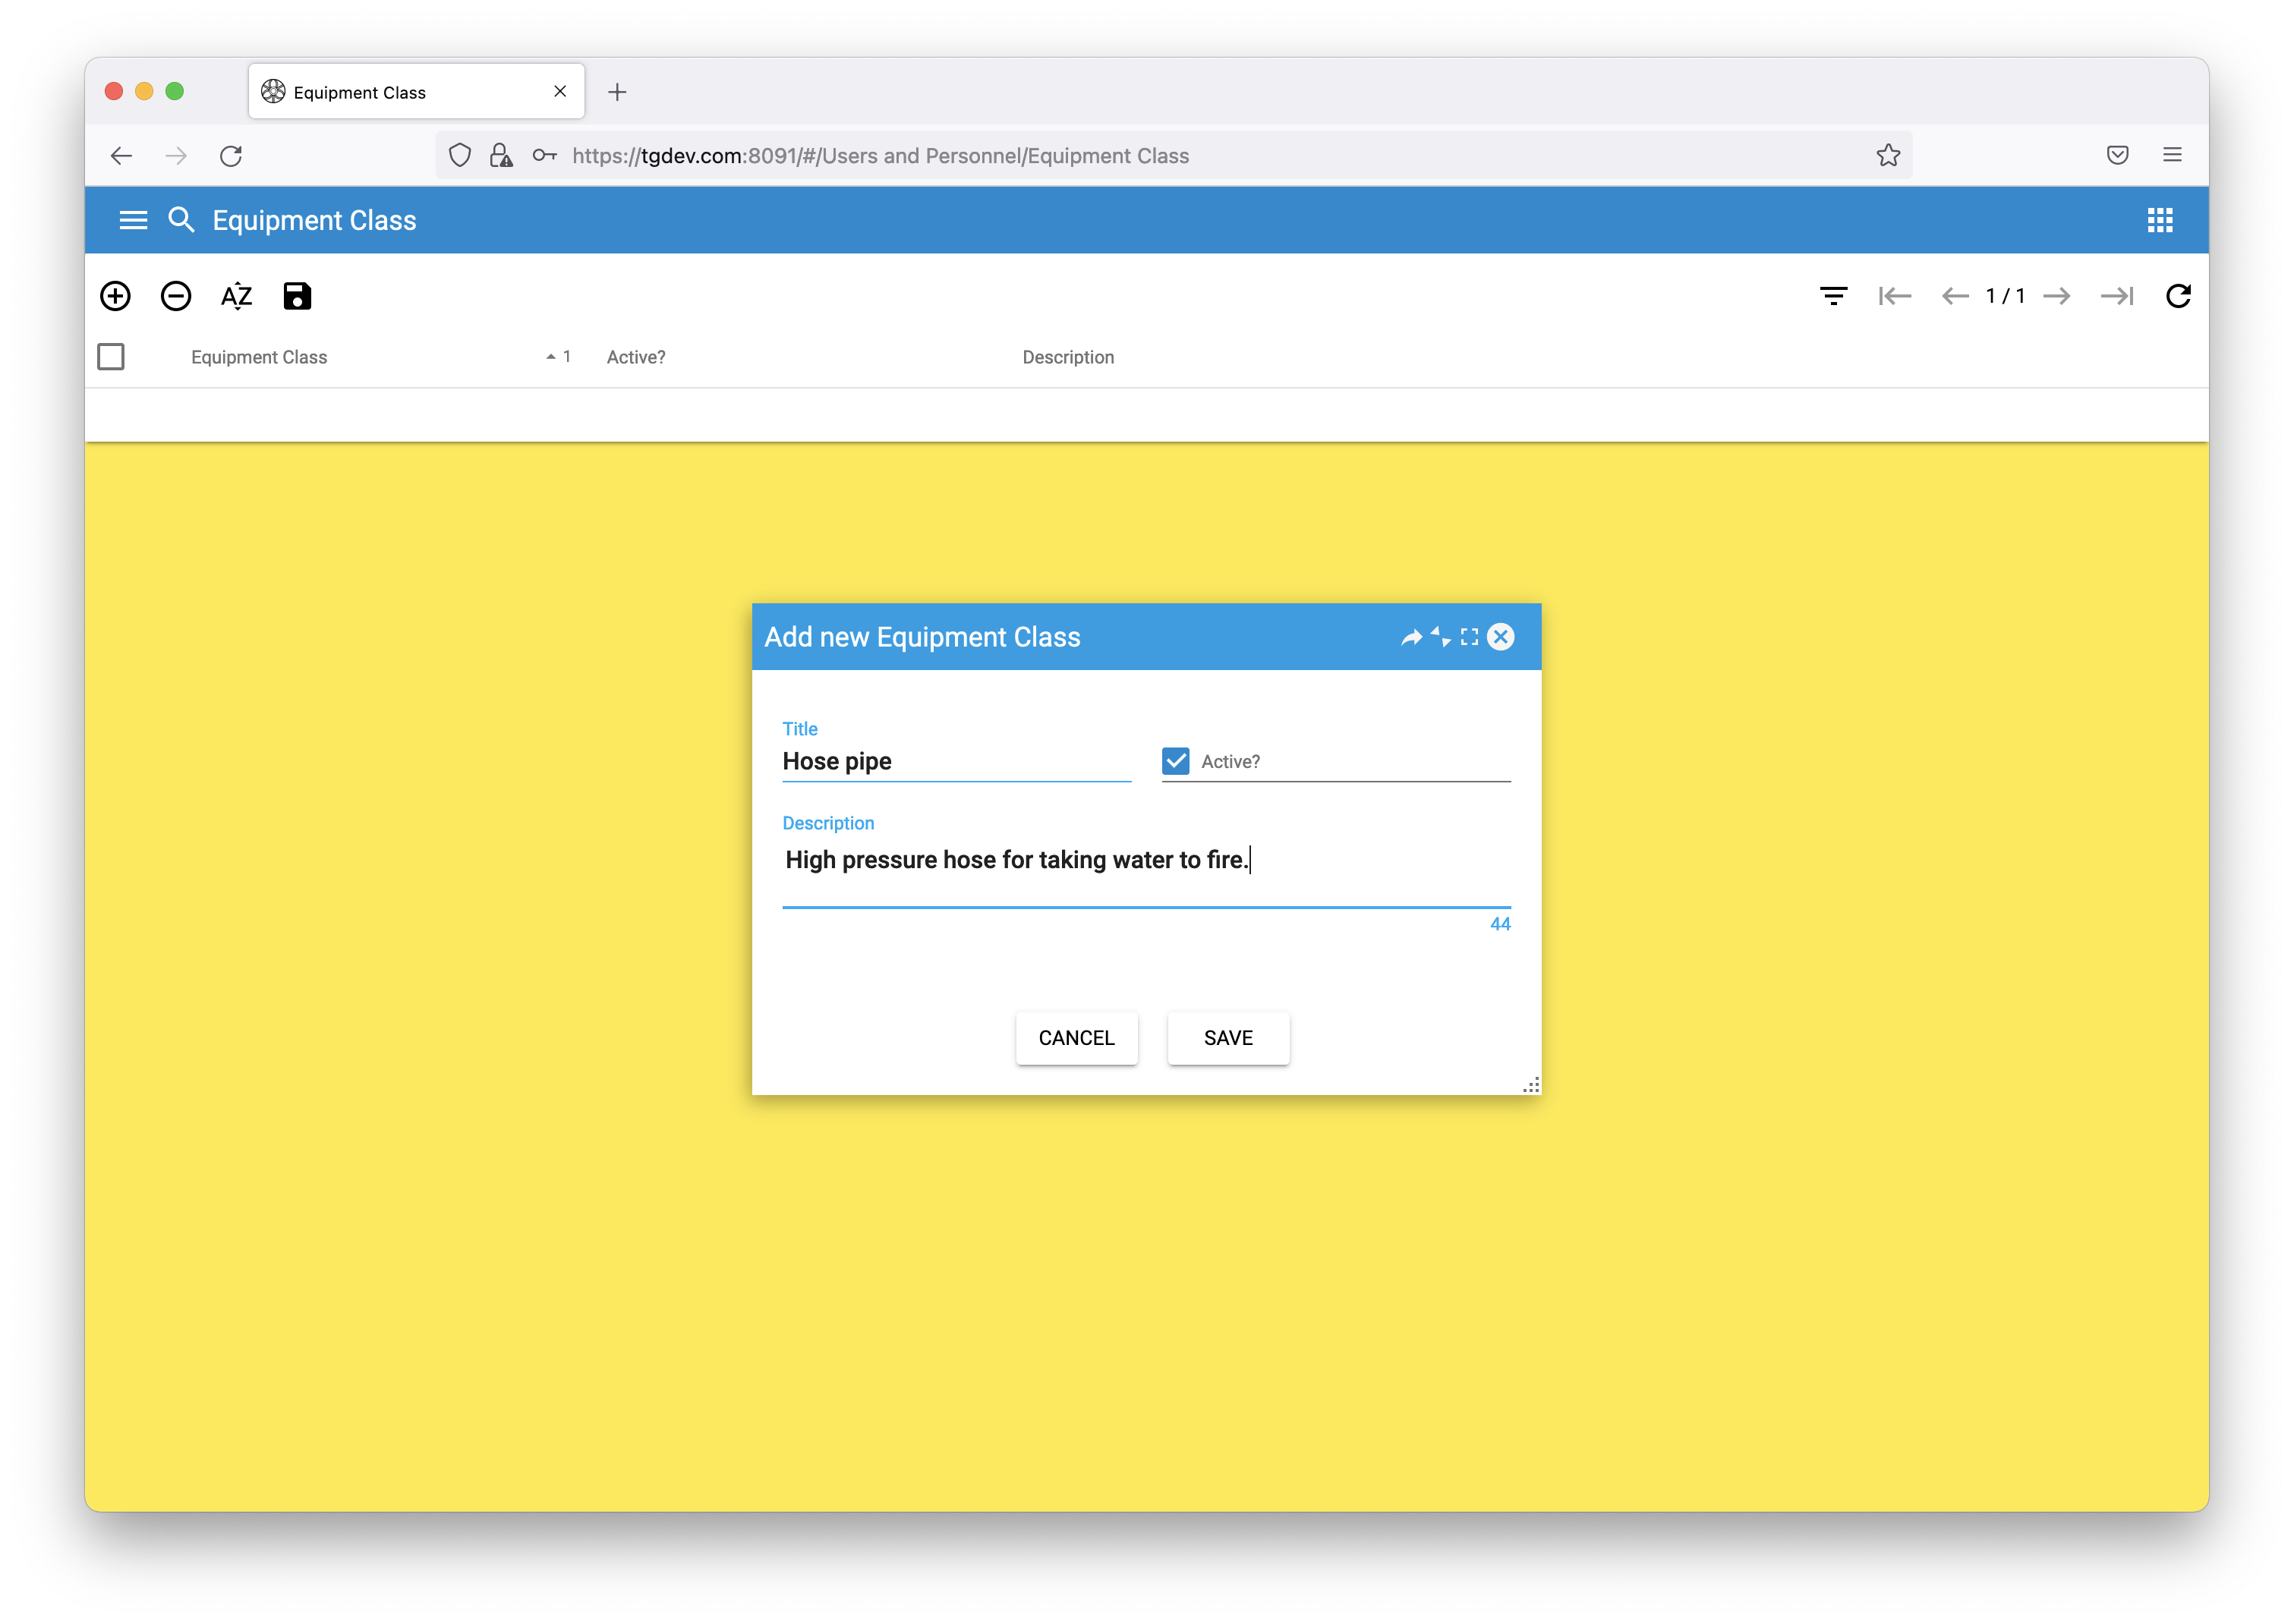 Equipment Class
https://tgdev.com:8091/#/Users and Personnel/Equipment Class
Equipment Class
AZ
1 / 1
Equipment Class 1 Active? Description
Add new Equipment Class
Title
Hose pipe
Active?
Description
High pressure hose for taking water to fire.
44
CANCEL SAVE